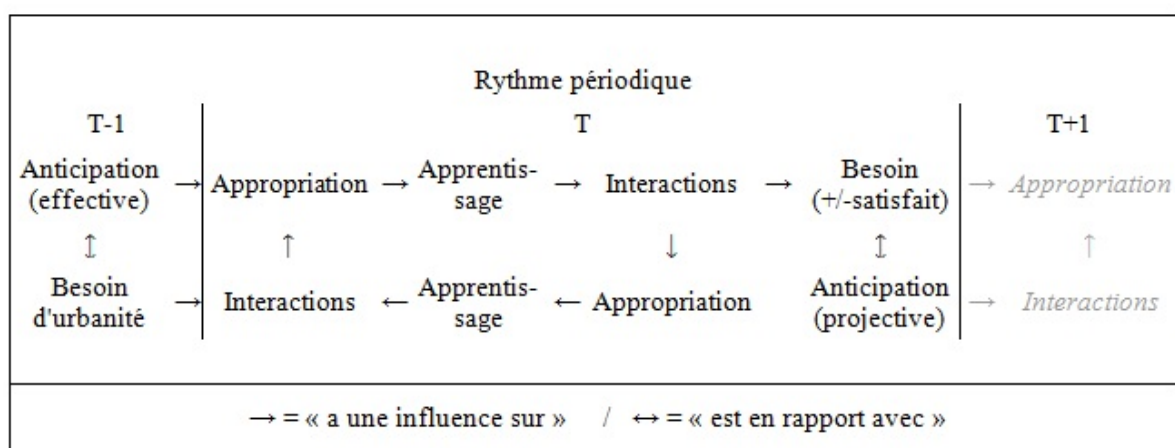 Rythme périodique
T-1 T T+1
Anticipation (effective) → Appropriation → Apprentis-sage → Interactions → Besoin (+/-satisfait) → Appropriation
↕ ↑ ↓ ↕ ↑
Besoin d'urbanité → Interactions ← Apprentis-sage ← Appropriation Anticipation (projective) → Interactions
→ = « a une influence sur » / ↔ = « est en rapport avec »